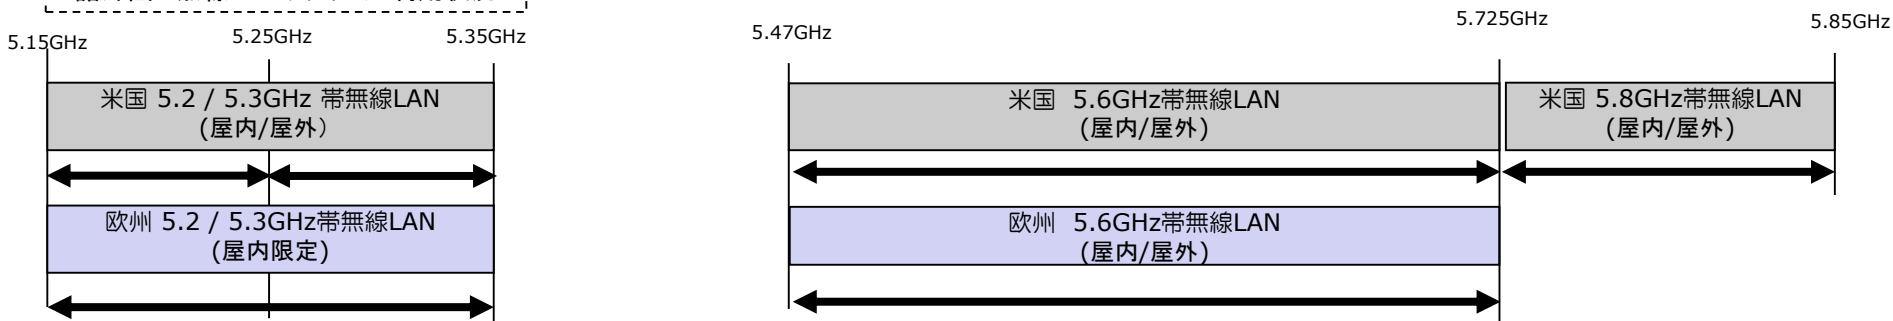 5.15GHz
5.25GHz
5.35GHz
5.47GHz
5.725GHz
5.85GHz
米国 5.2 / 5.3GHz 帯無線LAN
(屋内/屋外)
米国 5.6GHz帯無線LAN
(屋内/屋外)
米国 5.8GHz帯無線LAN
(屋内/屋外)
欧州 5.2 / 5.3GHz帯無線LAN
(屋内限定)
欧州 5.6GHz帯無線LAN
(屋内/屋外)